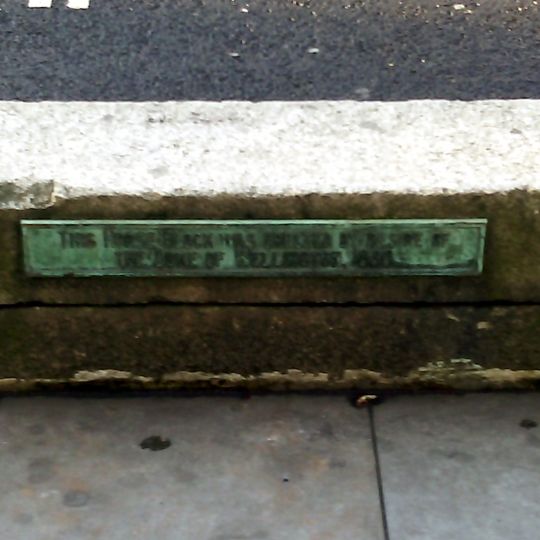 THIS HORSE BLOCK WAS ERECTED BY DESIRE OF
THE DUKE OF WELLINGTON 1830